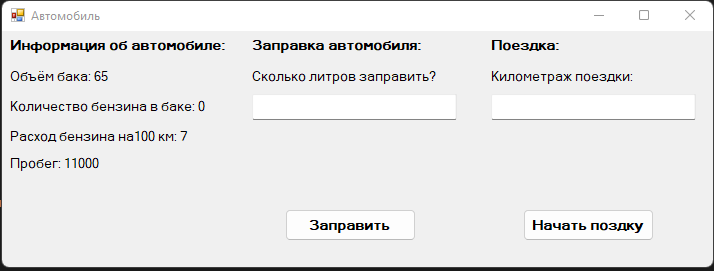 Автомобиль
Информация об автомобиле:
Объём бака: 65
Количество бензина в баке: 0
Расход бензина на100 км: 7
Пробег: 11000
Заправка автомобиля:
Сколько литров заправить?
Заправить
Поездка:
Километраж поездки:
Начать поздку